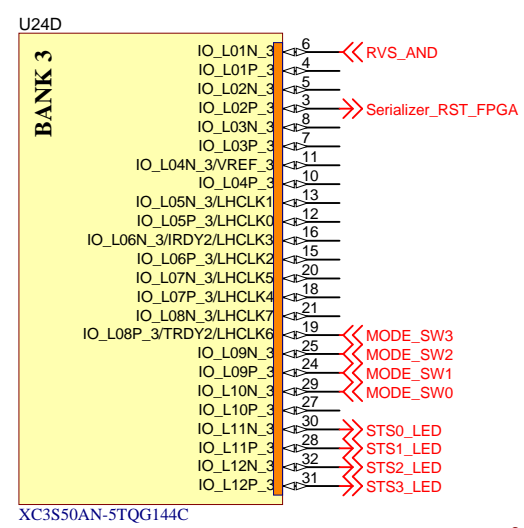 U24D
BANK 3
IO_L01N_3 6 RVS_AND
IO_L01P_3 4
IO_L02N_3 5
IO_L02P_3 3 Serializer_RST_FPGA
IO_L03N_3 8
IO_L03P_3 7
IO_L04N_3/VREF_3 11
IO_L04P_3 10
IO_L05N_3/LHCLK1 13
IO_L05P_3/LHCLK0 12
IO_L06N_3/IRDY2/LHCLK3 16
IO_L06P_3/LHCLK2 15
IO_L07N_3/LHCLK5 20
IO_L07P_3/LHCLK4 18
IO_L08N_3/LHCLK7 21
IO_L08P_3/TRDY2/LHCLK6 19 MODE_SW3
IO_L09N_3 25 MODE_SW2
IO_L09P_3 24 MODE_SW1
IO_L10N_3 29 MODE_SW0
IO_L10P_3 27
IO_L11N_3 30 STS0_LED
IO_L11P_3 28 STS1_LED
IO_L12N_3 32 STS2_LED
IO_L12P_3 31 STS3_LED
XC3S50AN-5TQG144C